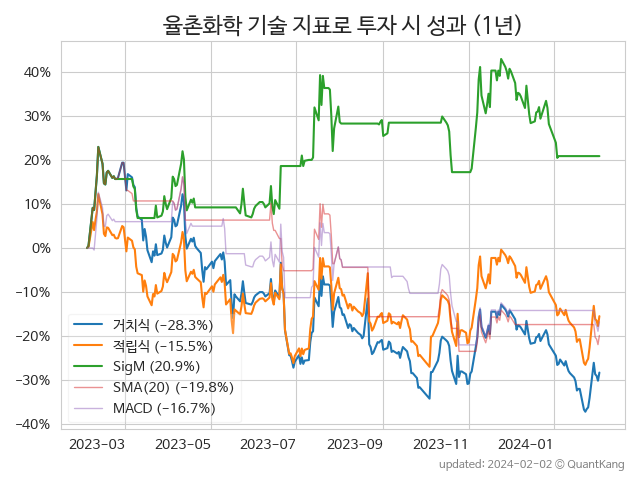 율촌화학 기술 지표로 투자 시 성과 (1년)
40%
30%
20%
10%
0%
−10%
−20%
−30%
−40%
거치식 (−28.3%)
적립식 (−15.5%)
SigM (20.9%)
SMA(20) (−19.8%)
MACD (−16.7%)
2023−03
2023−05
2023−07
2023−09
2023−11
2024−01
updated: 2024−02−02 © QuantKang